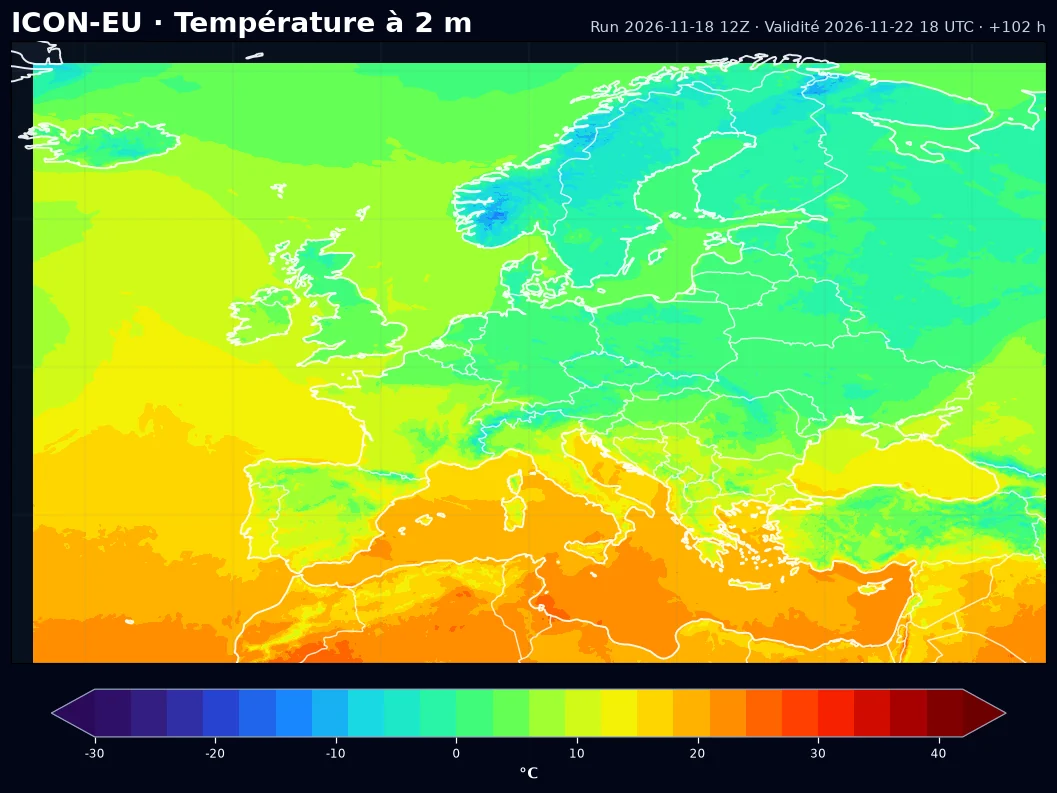 ICON-EU · Température à 2 m
Run 2026-11-18 12Z · Validité 2026-11-22 18 UTC · +102 h
-30 -20 -10 0 10 20 30 40
°C